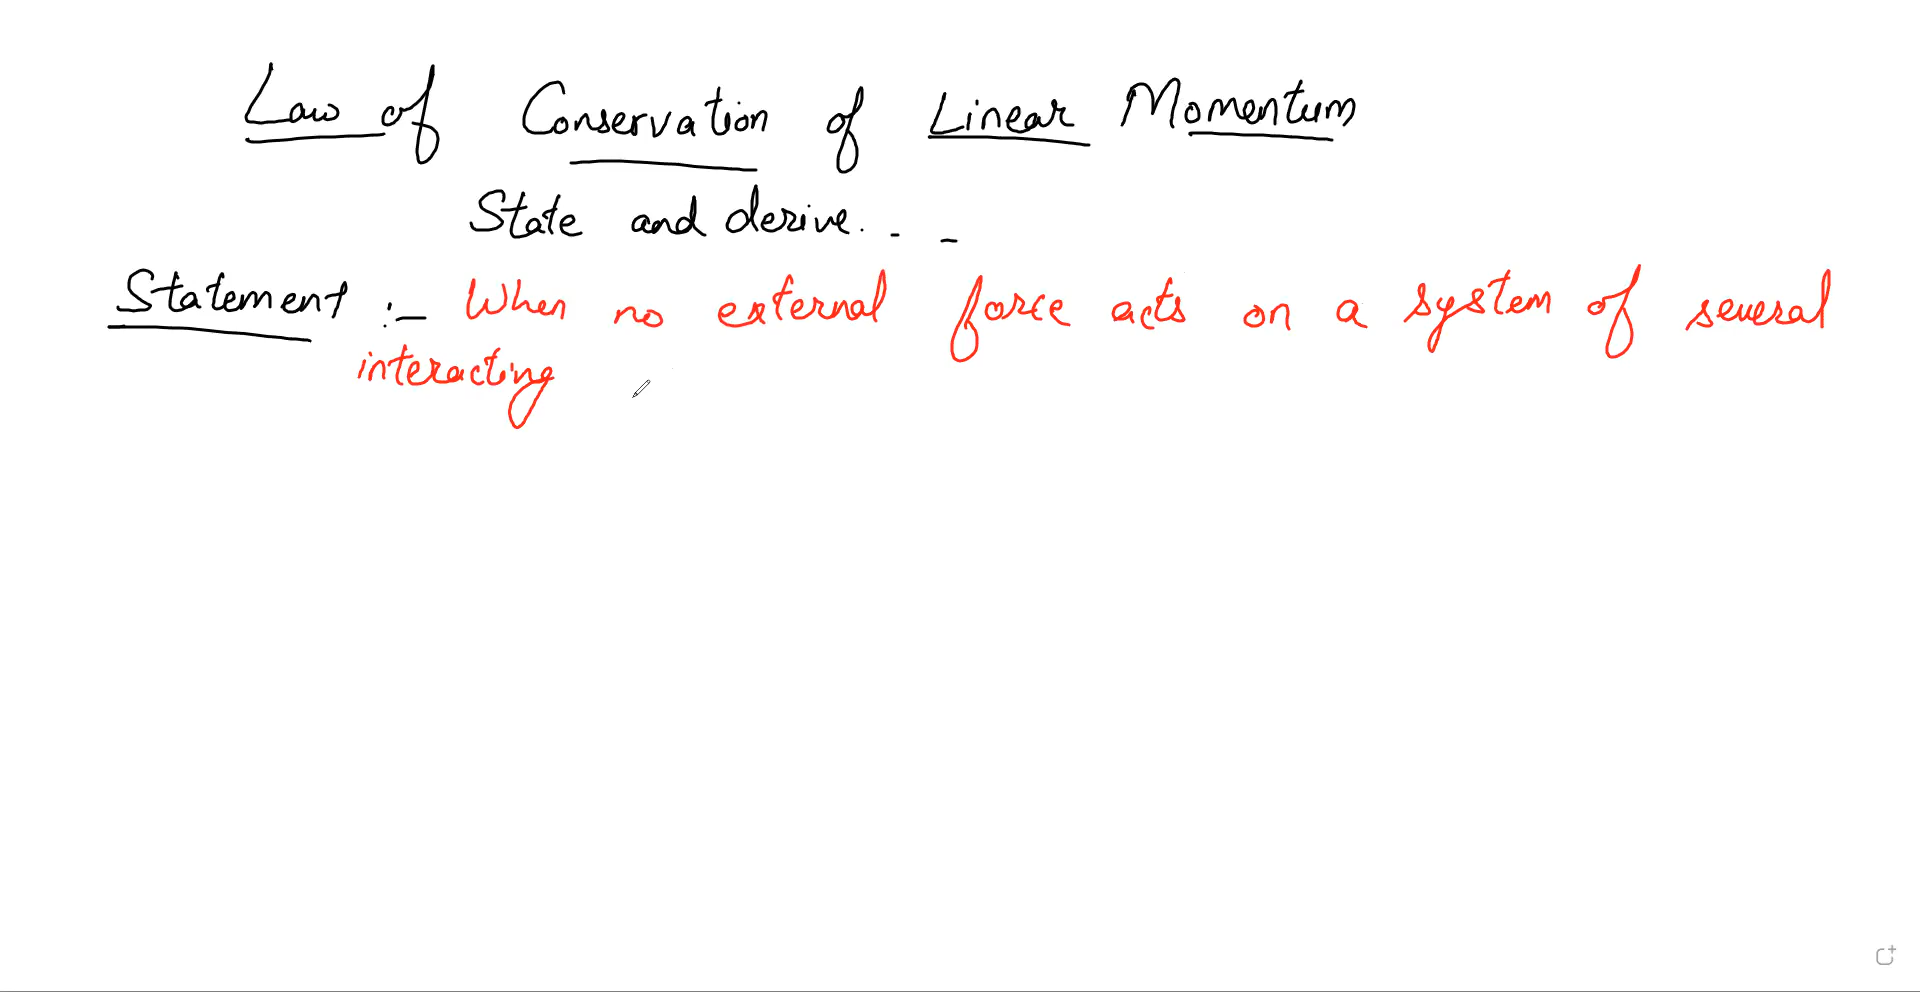 Law of Conservation of Linear Momentum
State and derive. - -
Statement :- When no external force acts on a system of several
interacting